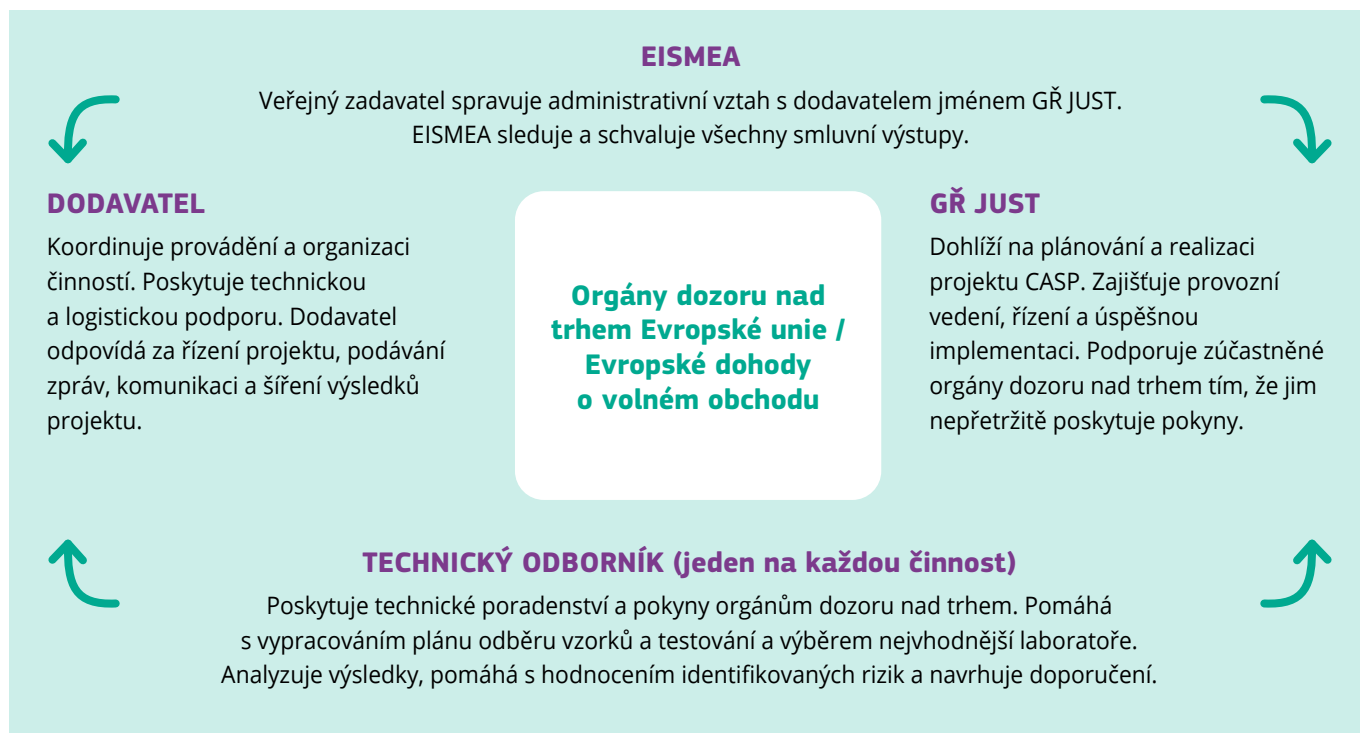 EISMEA
Veřejný zadavatel spravuje administrativní vztah s dodavatelem jménem GŘ JUST.
EISMEA sleduje a schvaluje všechny smluvní výstupy.
DODAVATEL
Koordinuje provádění a organizaci
činností. Poskytuje technickou
a logistickou podporu. Dodavatel
odpovídá za řízení projektu, podávání
zpráv, komunikaci a šíření výsledků
projektu.
Orgány dozoru nad
trhem Evropské unie /
Evropské dohody
o volném obchodu
GŘ JUST
Dohlíží na plánování a realizaci
projektu CASP. Zajišťuje provozní
vedení, řízení a úspěšnou
implementaci. Podporuje zúčastněné
orgány dozoru nad trhem tím, že jim
nepřetržitě poskytuje pokyny.
TECHNICKÝ ODBORNÍK (jeden na každou činnost)
Poskytuje technické poradenství a pokyny orgánům dozoru nad trhem. Pomáhá
s vypracováním plánu odběru vzorků a testování a výběrem nejvhodnější laboratoře.
Analyzuje výsledky, pomáhá s hodnocením identifikovaných rizik a navrhuje doporučení.